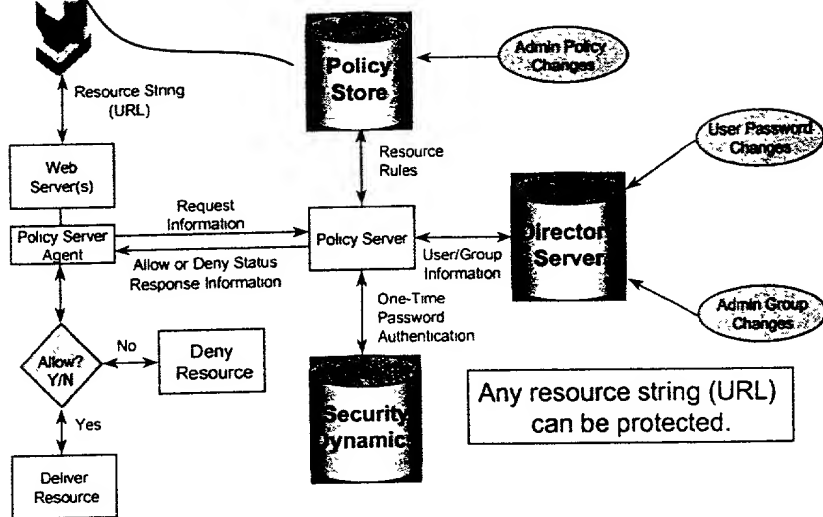 Policy
Store
Admin Policy
Changes
Resource String
(URL)
User Password
Changes
Web
Server(s)
Resource
Rules
Request
Information
Policy Server
Agent
Policy Server
Director
Server
Allow or Deny Status
Response Information
User/Group
Information
One-Time
Password
Authentication
Admin Group
Changes
Allow?
Y/N
No
Deny
Resource
Security
Dynamic
Any resource string (URL)
can be protected.
Yes
Deliver
Resource